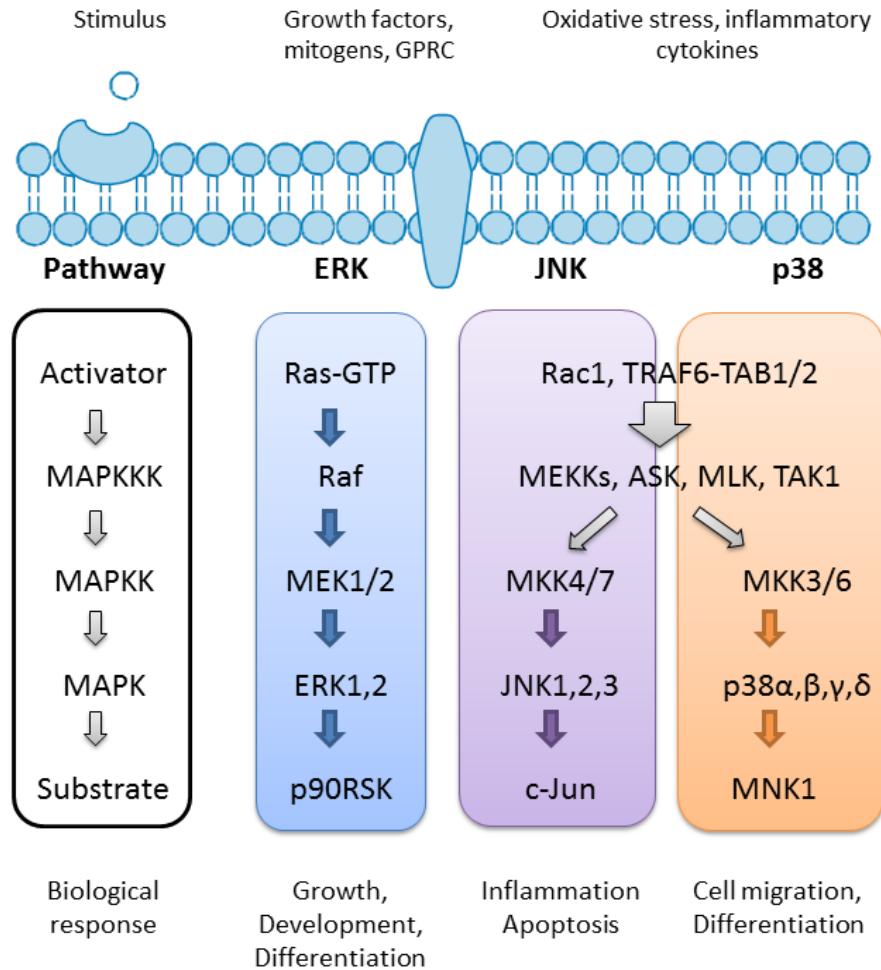 Stimulus
Growth factors,
mitogens, GPRC
Oxidative stress, inflammatory
cytokines
Pathway
ERK
JNK
p38
Activator
Ras-GTP
Rac1, TRAF6-TAB1/2
MAPKKK
Raf
MEKKs, ASK, MLK, TAK1
MAPKK
MEK1/2
MKK4/7
MKK3/6
MAPK
ERK1,2
JNK1,2,3
p38α,β,γ,δ
Substrate
p90RSK
c-Jun
MNK1
Biological
response
Growth,
Development,
Differentiation
Inflammation
Apoptosis
Cell migration,
Differentiation